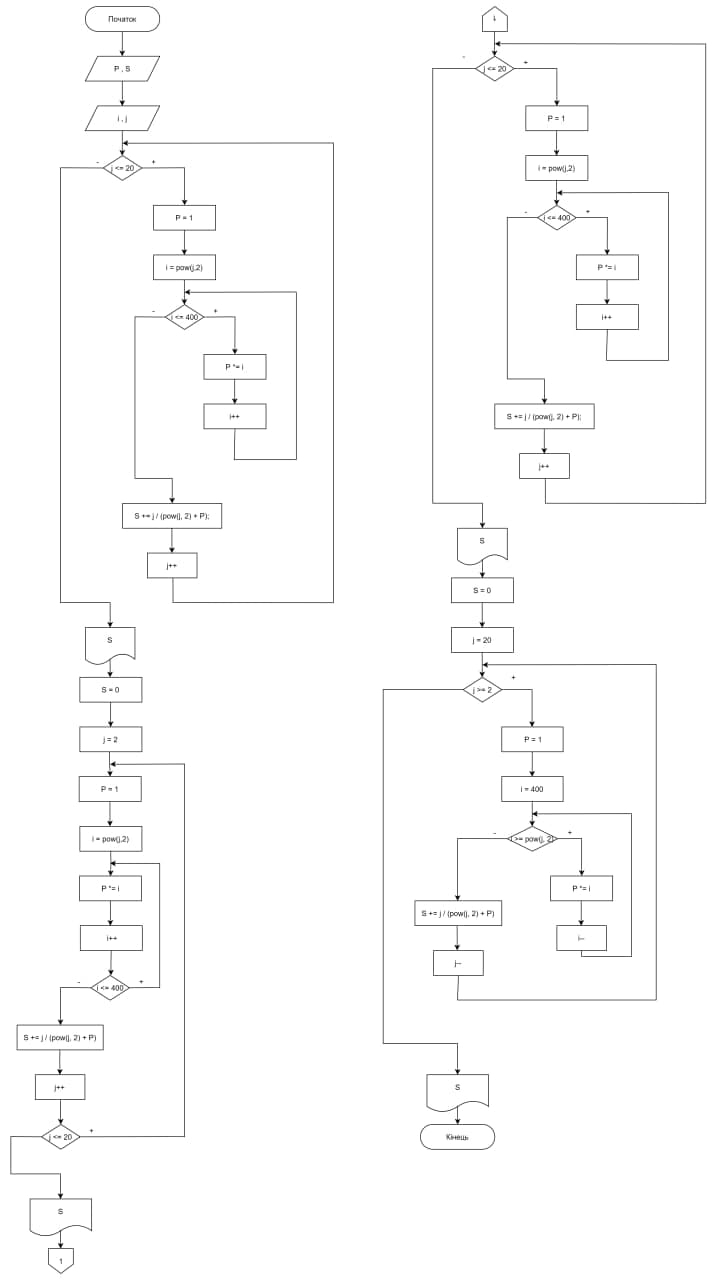 Початок
P , S
i , j
j <= 20
-
+
P = 1
i = pow(j,2)
i <= 400
-
+
P *= i
i++
S += j / (pow(j, 2) + P);
j++
S
S = 0
j = 2
P = 1
i = pow(j,2)
P *= i
i++
i <= 400
-
+
S += j / (pow(j, 2) + P)
j++
j <= 20
+
S
1
j <= 20
-
+
P = 1
i = pow(j,2)
i <= 400
-
+
P *= i
i++
S += j / (pow(j, 2) + P);
j++
S
S = 0
j = 20
j >= 2
+
P = 1
i = 400
i >= pow(j, 2)
-
+
P *= i
i--
S += j / (pow(j, 2) + P)
j--
S
Кінець